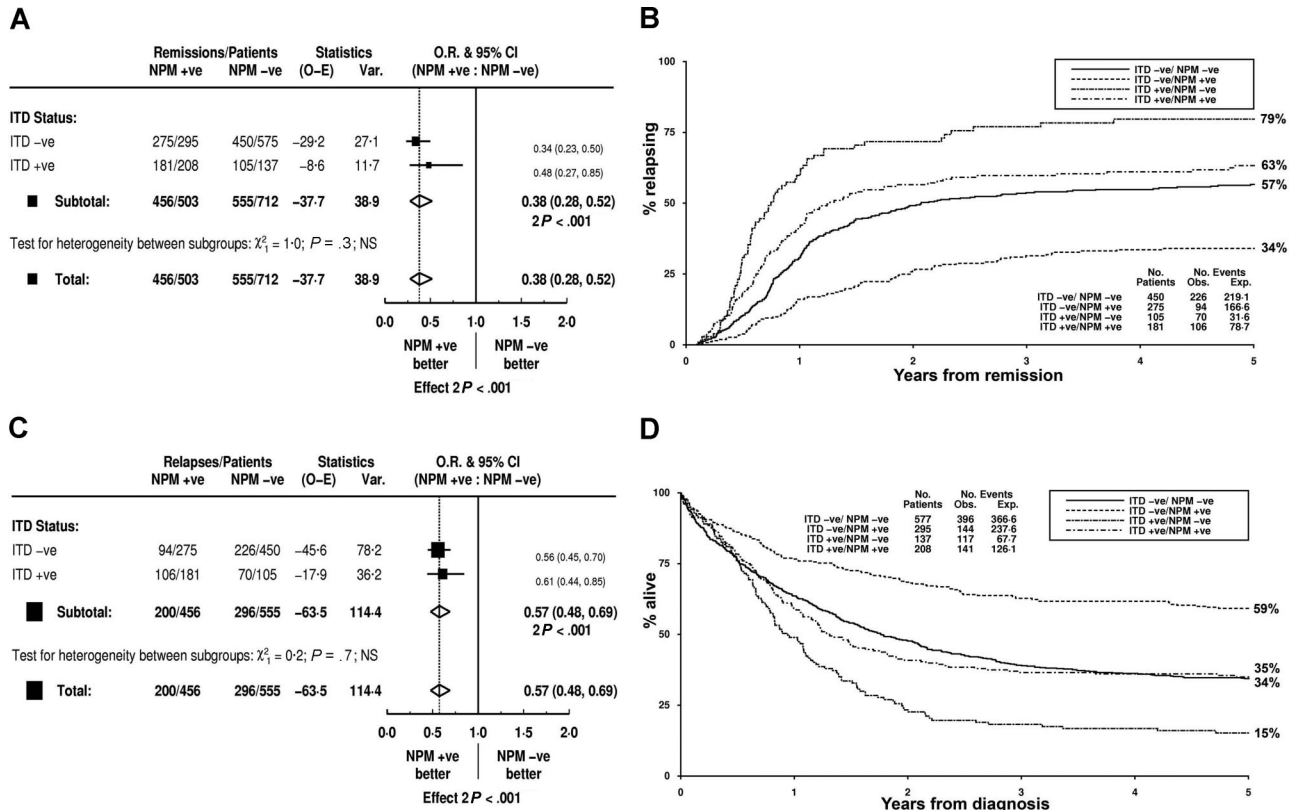 A
Remissions/Patients Statistics O.R. & 95% CI
NPM +ve NPM −ve (O−E) Var. (NPM +ve : NPM −ve)
ITD Status:
ITD −ve 275/295 450/575 −29·2 27·1 0.34 (0.23, 0.50)
ITD +ve 181/208 105/137 −8·6 11·7 0.48 (0.27, 0.85)
Subtotal: 456/503 555/712 −37·7 38·9 0.38 (0.28, 0.52)
2P < .001
Test for heterogeneity between subgroups: χ²₁ = 1·0; P = .3; NS
Total: 456/503 555/712 −37·7 38·9 0.38 (0.28, 0.52)
0·0 0·5 1·0 1·5 2·0
NPM +ve NPM −ve
better better
Effect 2P < .001
B
ITD −ve/ NPM −ve
ITD −ve/NPM +ve
ITD +ve/NPM −ve
ITD +ve/NPM +ve
% relapsing
100
75
50
25
0
79%
63%
57%
34%
No. No. Events
Patients Obs. Exp.
ITD −ve/ NPM −ve 450 226 219·1
ITD −ve/NPM +ve 275 94 166·6
ITD +ve/NPM −ve 105 70 31·6
ITD +ve/NPM +ve 181 106 78·7
0 1 2 3 4 5
Years from remission
C
Relapses/Patients Statistics O.R. & 95% CI
NPM +ve NPM −ve (O−E) Var. (NPM +ve : NPM −ve)
ITD Status:
ITD −ve 94/275 226/450 −45·6 78·2 0.56 (0.45, 0.70)
ITD +ve 106/181 70/105 −17·9 36·2 0.61 (0.44, 0.85)
Subtotal: 200/456 296/555 −63·5 114·4 0.57 (0.48, 0.69)
2P < .001
Test for heterogeneity between subgroups: χ²₁ = 0·2; P = .7; NS
Total: 200/456 296/555 −63·5 114·4 0.57 (0.48, 0.69)
0·0 0·5 1·0 1·5 2·0
NPM +ve NPM −ve
better better
Effect 2P < .001
D
No. No. Events
Patients Obs. Exp.
ITD −ve/ NPM −ve 577 396 366·6
ITD −ve/NPM +ve 295 144 237·6
ITD +ve/NPM −ve 137 117 67·7
ITD +ve/NPM +ve 208 141 126·1
ITD −ve/ NPM −ve
ITD −ve/NPM +ve
ITD +ve/NPM −ve
ITD +ve/NPM +ve
% alive
100
75
50
25
0
59%
35%
34%
15%
0 1 2 3 4 5
Years from diagnosis